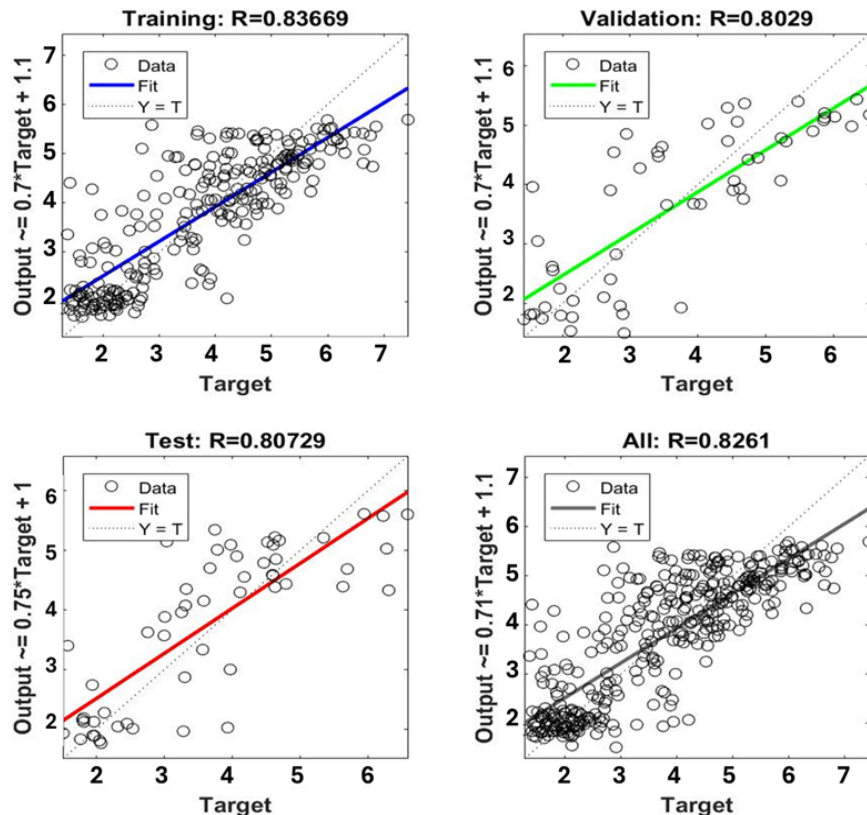 Training: R=0.83669
Output ~= 0.7*Target + 1.1
7
6
5
4
3
2
Data
Fit
Y = T
2 3 4 5 6 7
Target
Validation: R=0.8029
Output ~= 0.7*Target + 1.1
6
5
4
3
2
Data
Fit
Y = T
2 3 4 5 6
Target
Test: R=0.80729
Output ~= 0.75*Target + 1
6
5
4
3
2
Data
Fit
Y = T
2 3 4 5 6
Target
All: R=0.8261
Output ~= 0.71*Target + 1.1
7
6
5
4
3
2
Data
Fit
Y = T
2 3 4 5 6 7
Target